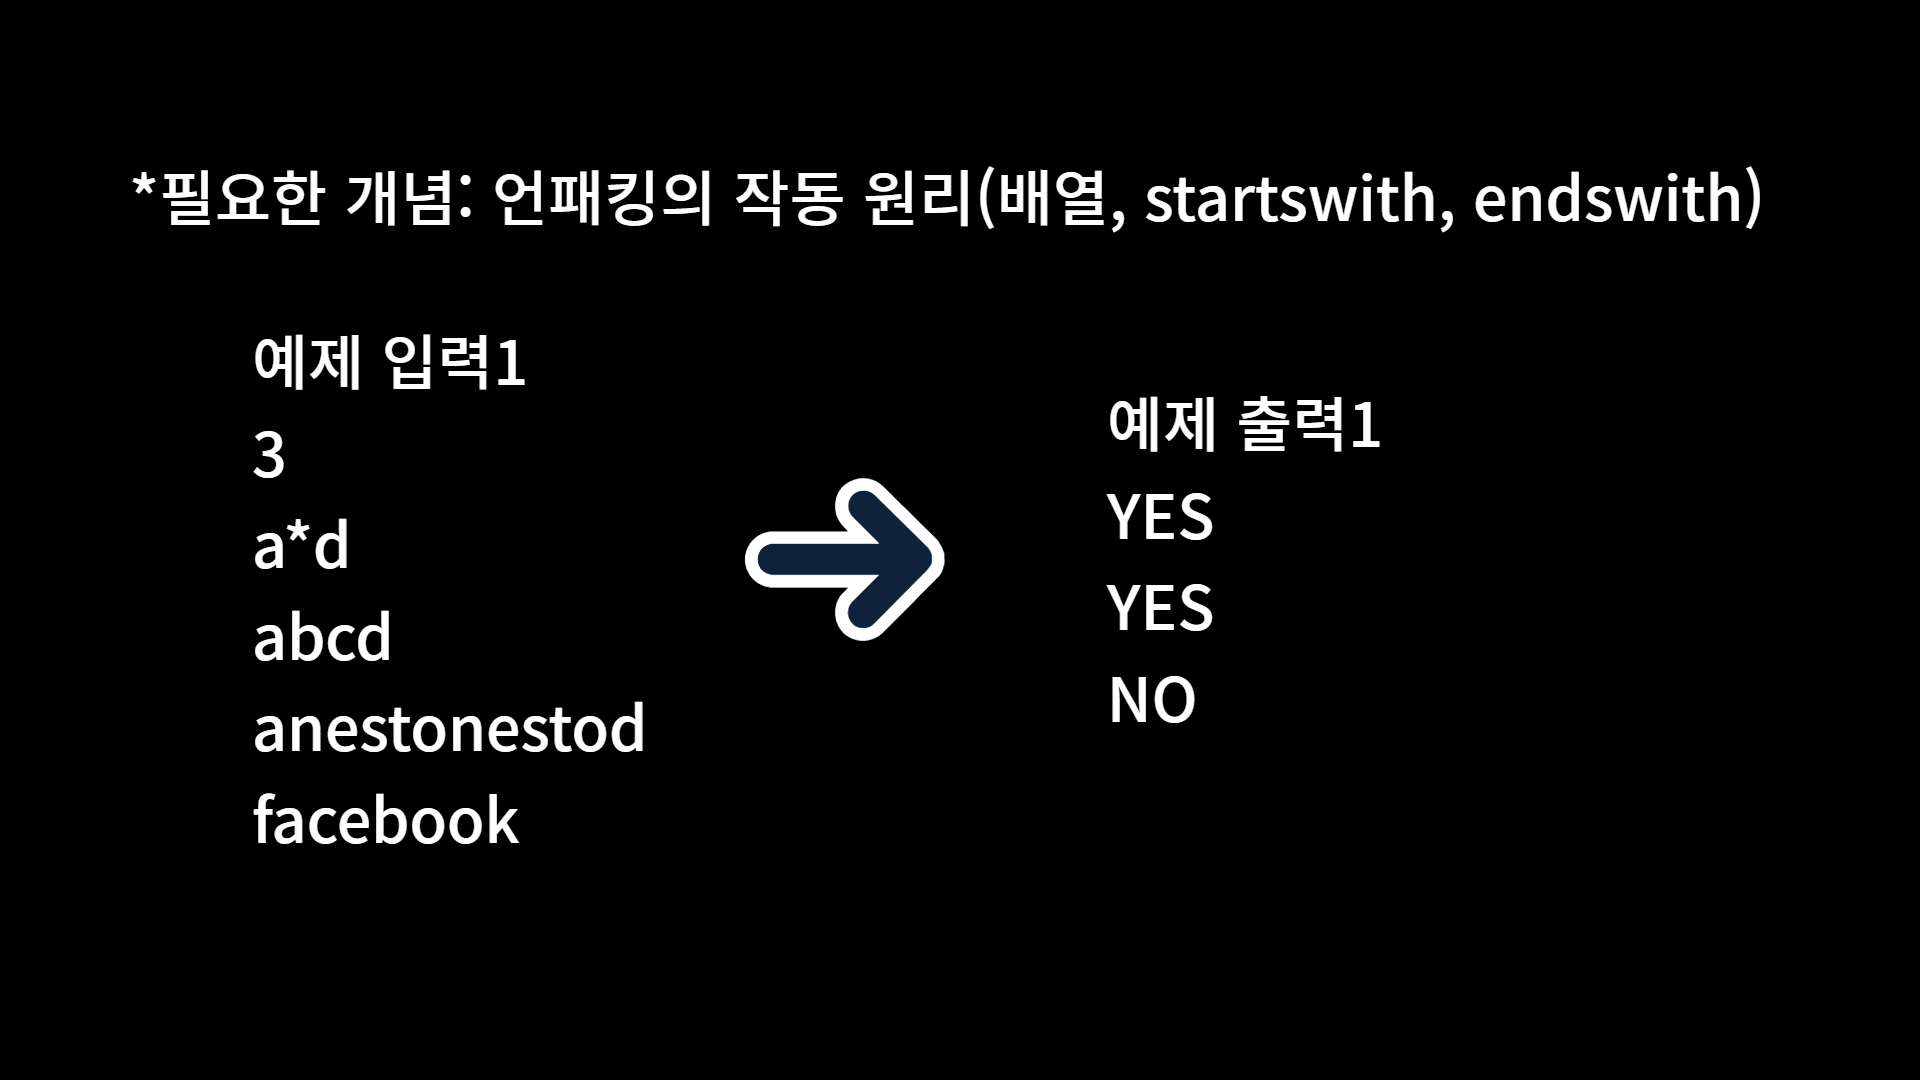 *필요한 개념: 언패킹의 작동 원리(배열, startswith, endswith)
예제 입력1
3
a*d
abcd
anestonestod
facebook
예제 출력1
YES
YES
NO